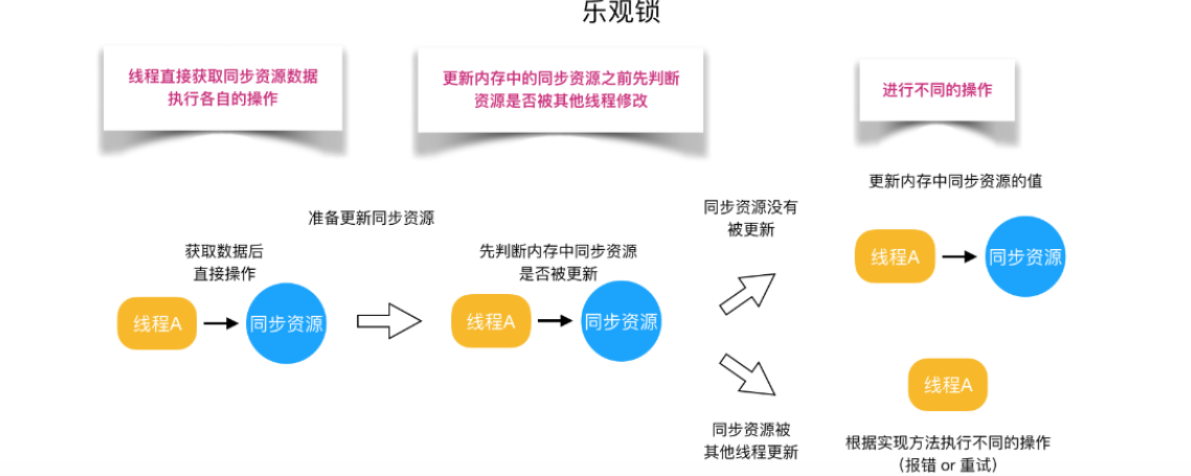 乐观锁
线程直接获取同步资源数据
执行各自的操作
更新内存中的同步资源之前先判断
资源是否被其他线程修改
进行不同的操作
准备更新同步资源
获取数据后
直接操作
线程A
同步资源
先判断内存中同步资源
是否被更新
线程A
同步资源
同步资源没有
被更新
更新内存中同步资源的值
线程A
同步资源
同步资源被
其他线程更新
线程A
根据实现方法执行不同的操作
（报错 or 重试）